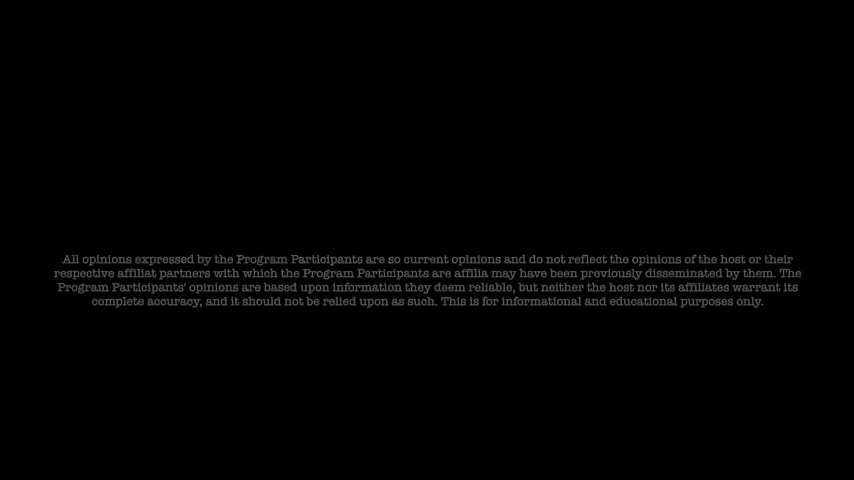 All opinions expressed by the Program Participants are so current opinions and do not reflect the opinions of the host or their
respective affiliat partners with which the Program Participants are affilia may have been previously disseminated by them. The
Program Participants' opinions are based upon information they deem reliable, but neither the host nor its affiliates warrant its
complete accuracy, and it should not be relied upon as such. This is for informational and educational purposes only.